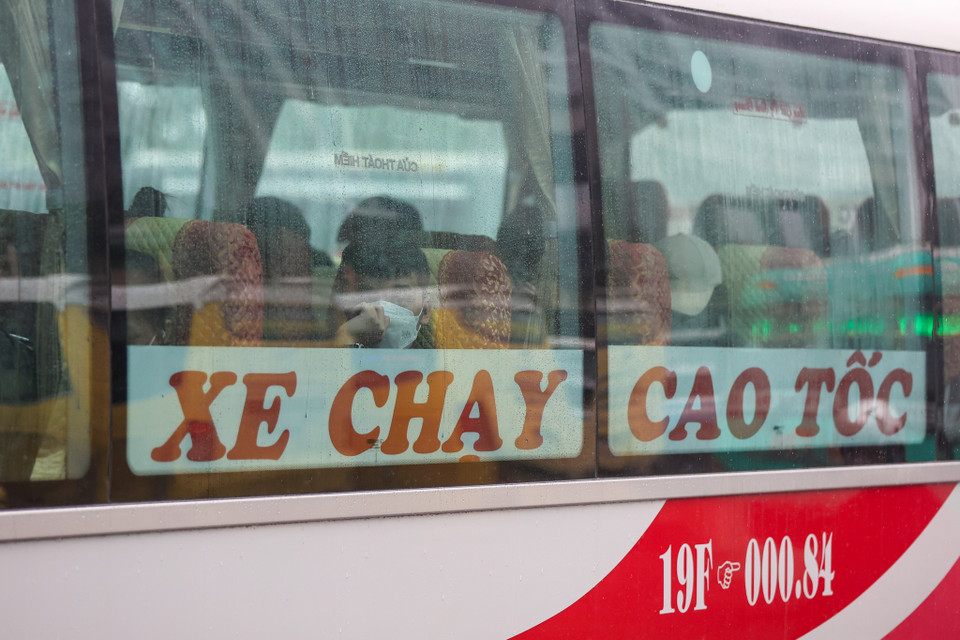 CỬA THOÁT HIỂM
XE CHẠY CAO TỐC
19F 000.84